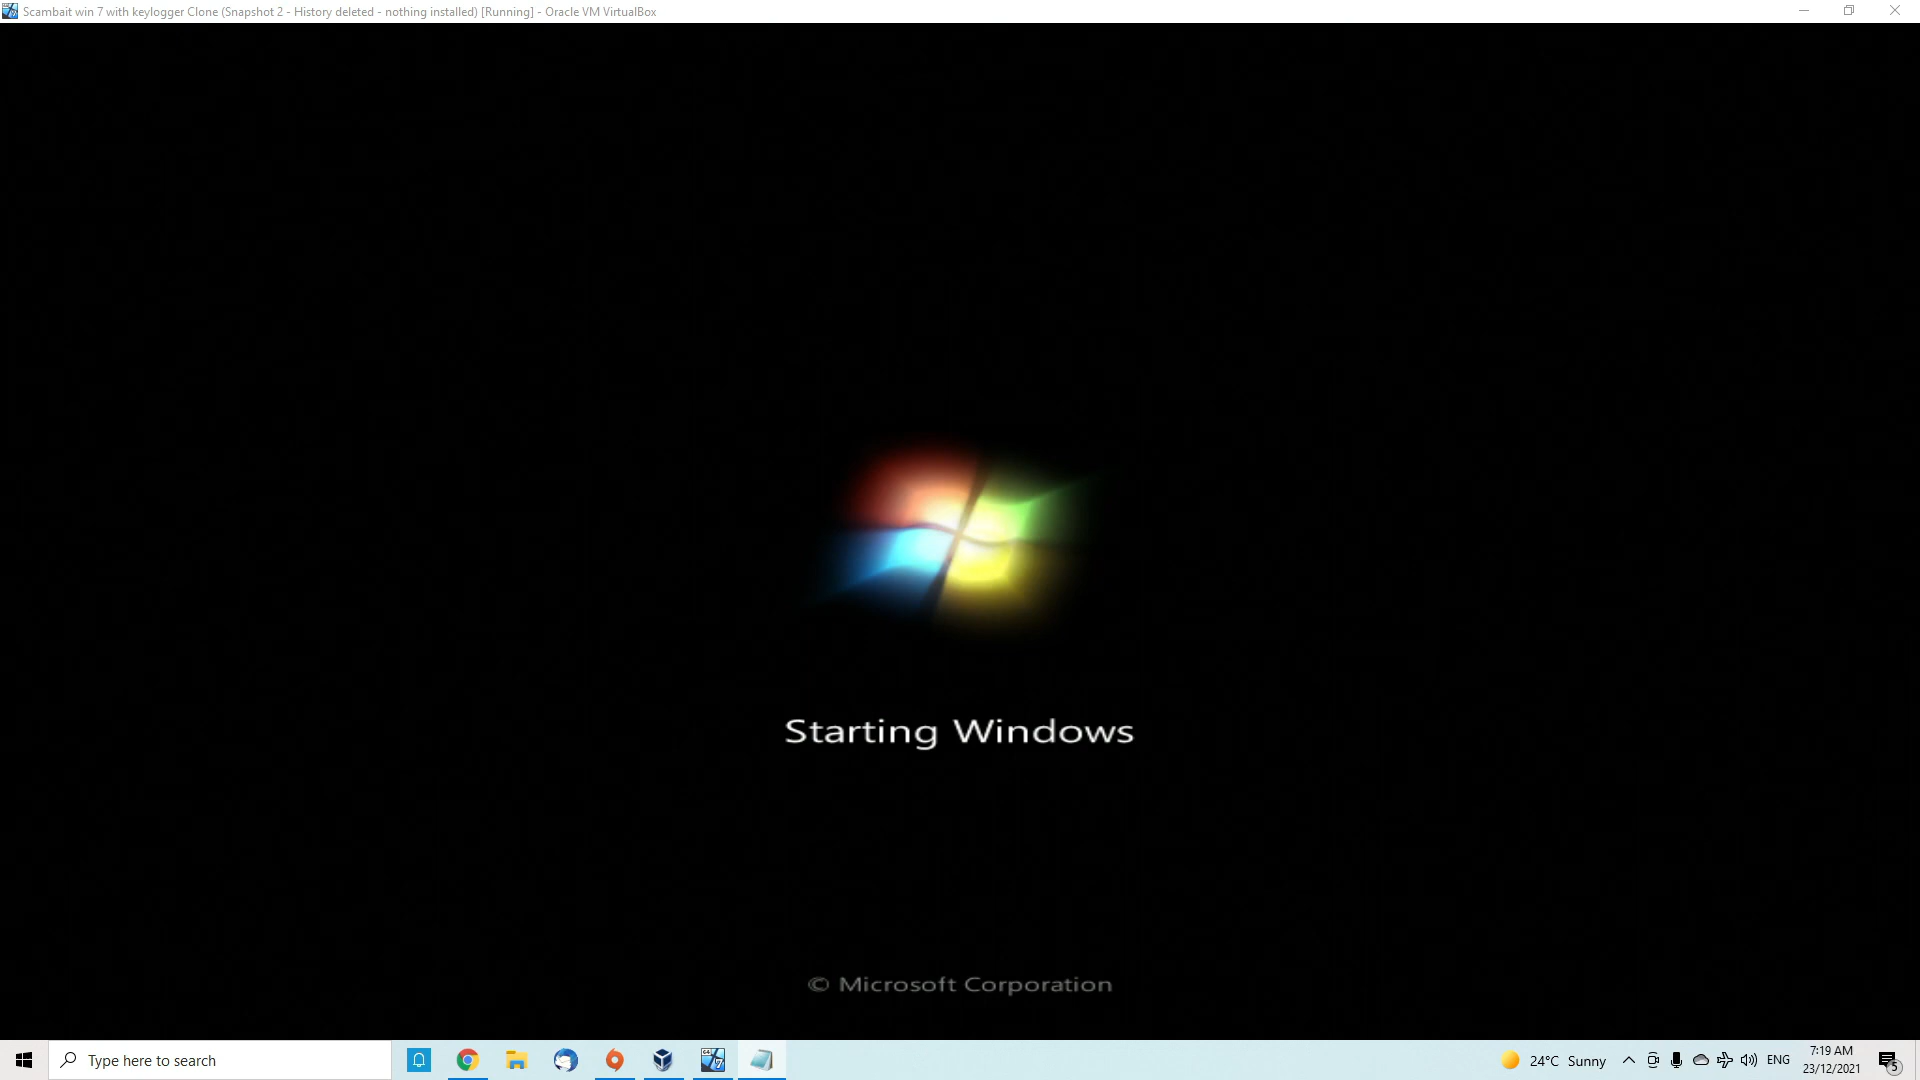 Scambait win 7 with keylogger Clone (Snapshot 2 - History deleted - nothing installed) [Running] - Oracle VM VirtualBox
Starting Windows
© Microsoft Corporation
Type here to search
24°C Sunny
ENG
7:19 AM
23/12/2021
5